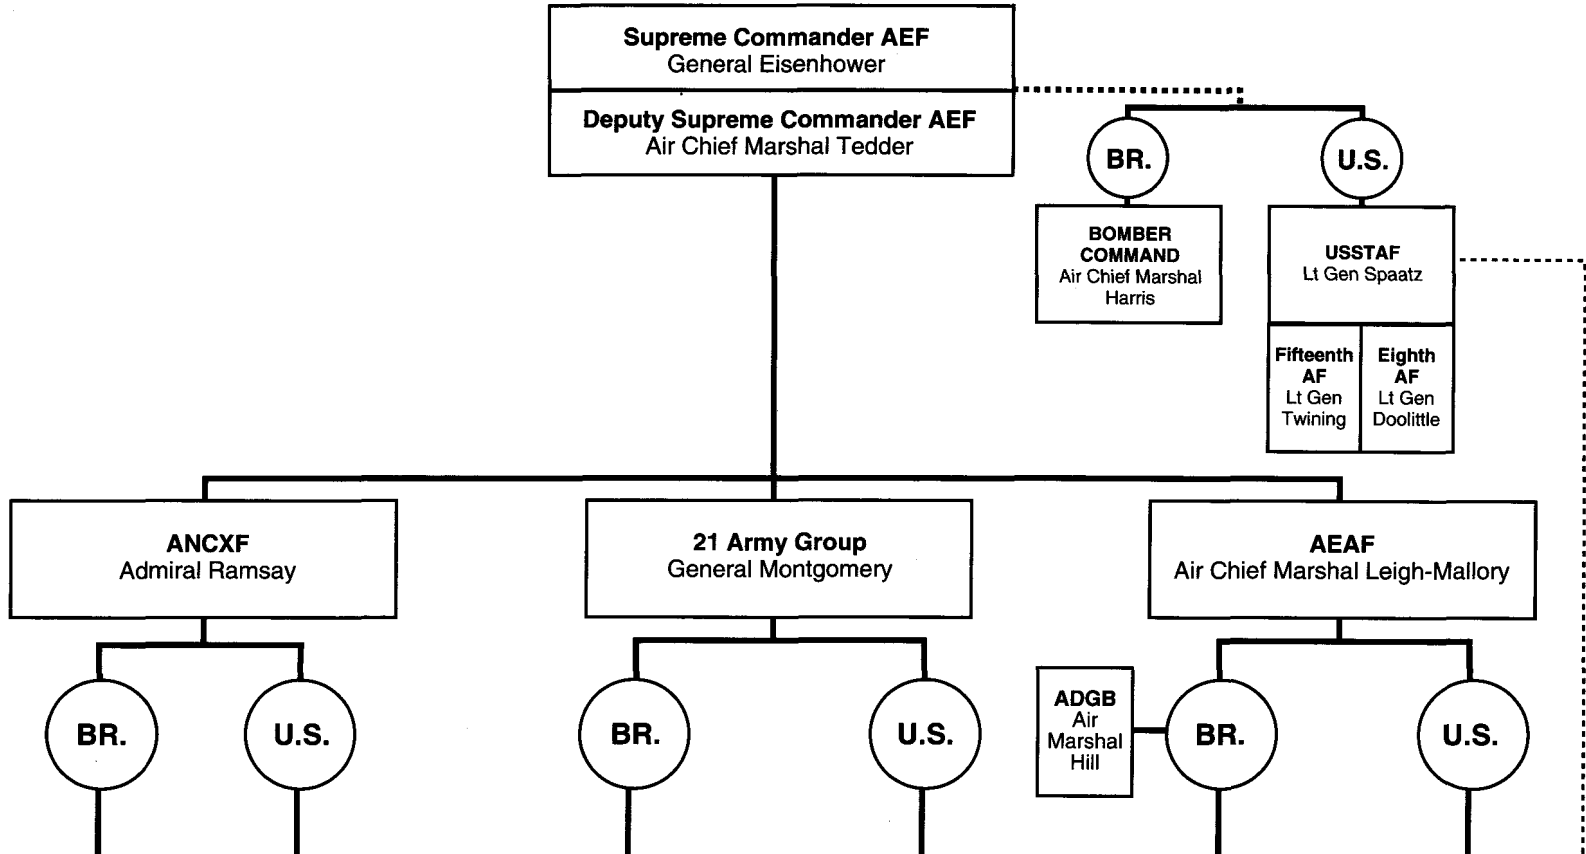 Supreme Commander AEF
General Eisenhower
Deputy Supreme Commander AEF
Air Chief Marshal Tedder
BR.
U.S.
BOMBER
COMMAND
Air Chief Marshal
Harris
USSTAF
Lt Gen Spaatz
Fifteenth
AF
Lt Gen
Twining
Eighth
AF
Lt Gen
Doolittle
ANCXF
Admiral Ramsay
21 Army Group
General Montgomery
AEAF
Air Chief Marshal Leigh-Mallory
BR.
U.S.
BR.
U.S.
ADGB
Air
Marshal
Hill
BR.
U.S.